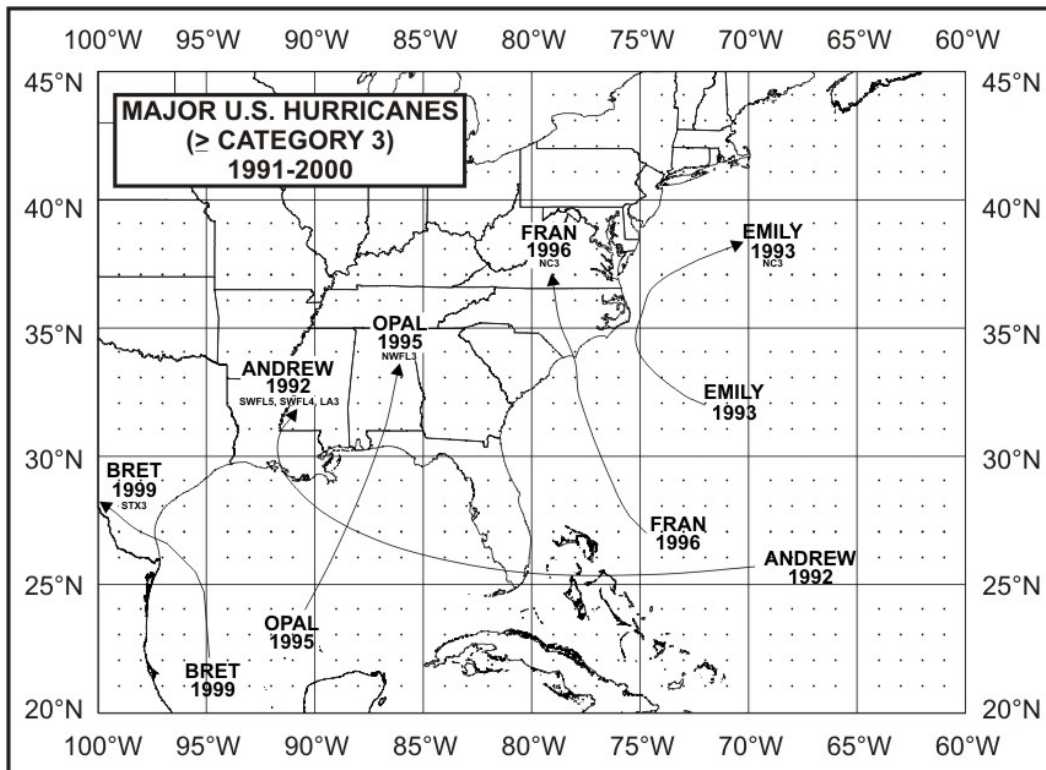 100°W 95°W 90°W 85°W 80°W 75°W 70°W 65°W 60°W
45°N 45°N
MAJOR U.S. HURRICANES
(≥ CATEGORY 3)
1991-2000
40°N 40°N
FRAN
1996
NC3
EMILY
1993
NC3
35°N 35°N
OPAL
1995
NWFL3
ANDREW
1992
SWFL5, SWFL4, LA3
EMILY
1993
30°N 30°N
BRET
1999
STX3
FRAN
1996
ANDREW
1992
25°N 25°N
OPAL
1995
BRET
1999
20°N 20°N
100°W 95°W 90°W 85°W 80°W 75°W 70°W 65°W 60°W